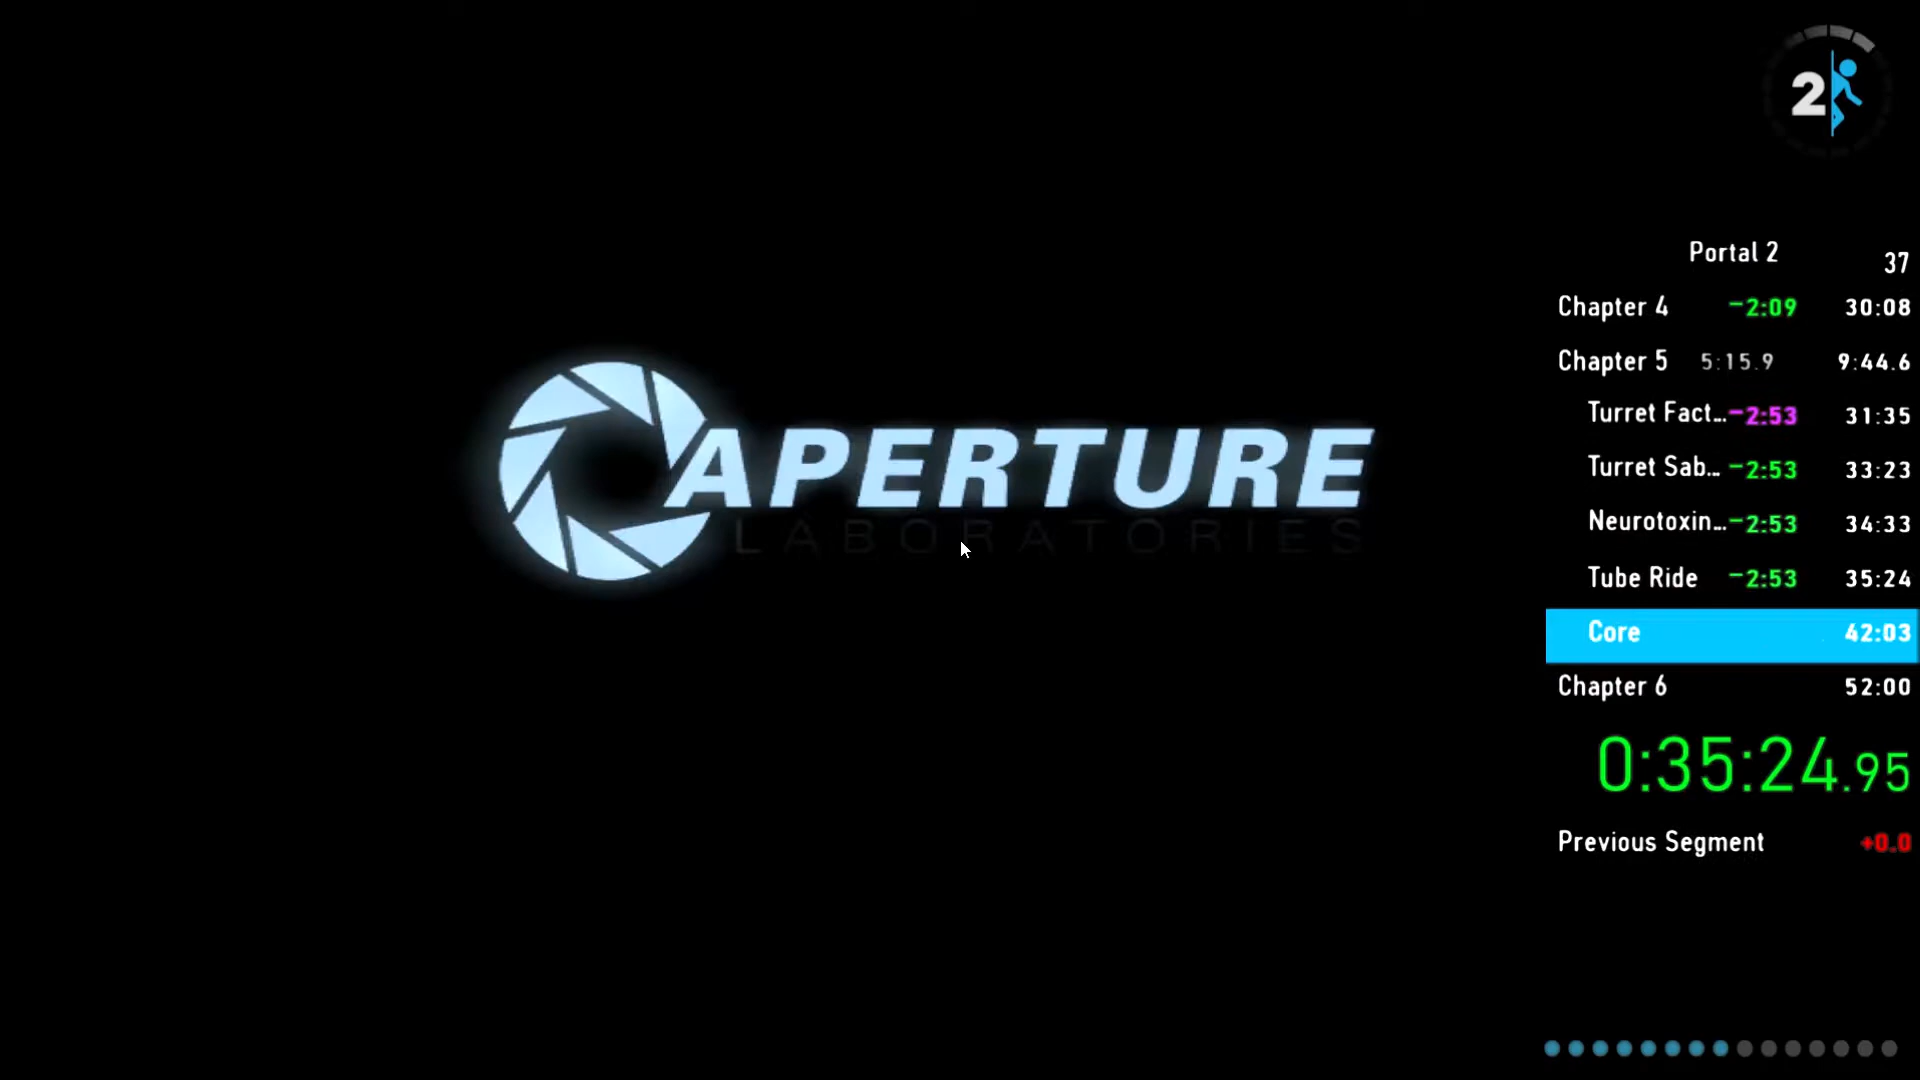 2
Portal 2
37
Chapter 4 -2:09 30:08
Chapter 5 5:15.9 9:44.6
Turret Fact... -2:53 31:35
Turret Sab... -2:53 33:23
Neurotoxin... -2:53 34:33
Tube Ride -2:53 35:24
Core 42:03
Chapter 6 52:00
0:35:24.95
Previous Segment +0.0
APERTURE
LABORATORIES